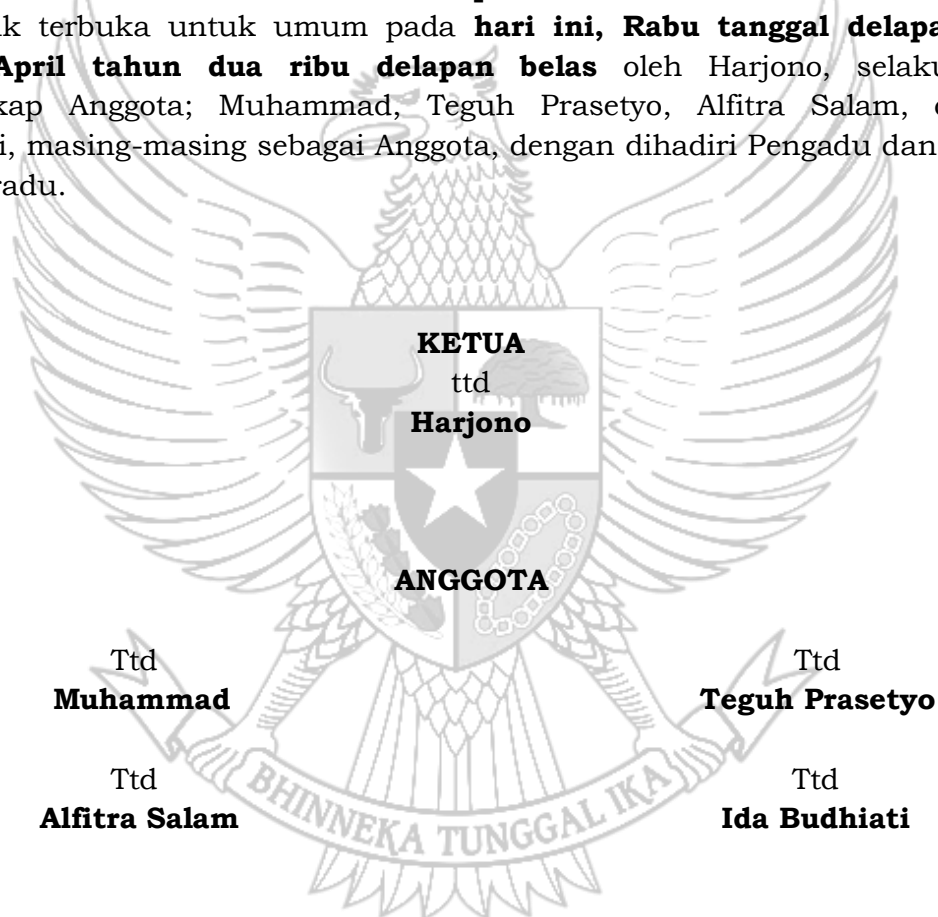 k terbuka untuk umum pada hari ini, Rabu tanggal delapa
April tahun dua ribu delapan belas oleh Harjono, selaku
kap Anggota; Muhammad, Teguh Prasetyo, Alfitra Salam,
i, masing-masing sebagai Anggota, dengan dihadiri Pengadu dan
adu.
KETUA
ttd
Harjono
ANGGOTA
Ttd Ttd
Muhammad Teguh Prasetyo
Ttd Ttd
Alfitra Salam Ida Budhiati
BHINNEKA TUNGGAL IKA